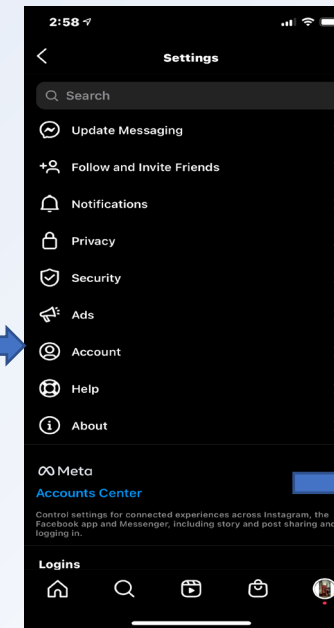 2:58
Settings
Search
Update Messaging
Follow and Invite Friends
Notifications
Privacy
Security
Ads
Account
Help
About
Meta
Accounts Center
Control settings for connected experiences across Instagram, the
Facebook app and Messenger, including story and post sharing and
logging in.
Logins